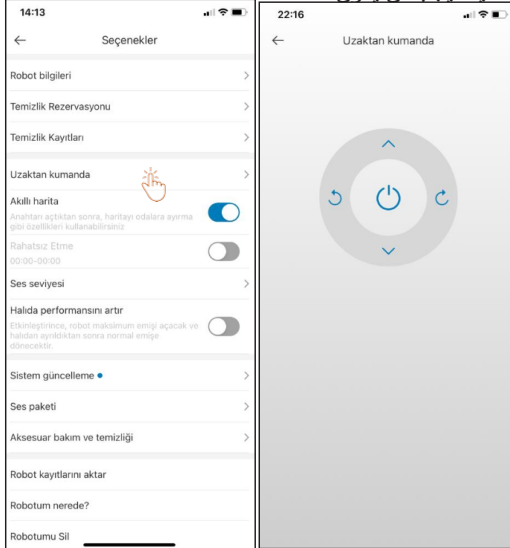 14:13
Seçenekler
Robot bilgileri
Temizlik Rezervasyonu
Temizlik Kayıtları
Uzaktan kumanda
Akıllı harita
Anahtarı açtıktan sonra, haritayı odalara ayırma
gibi özellikleri kullanabilirsiniz
Rahatsız Etme
00:00-00:00
Ses seviyesi
Halıda performansını artır
Etkinleştirince, robot maksimum emişi açacak ve
halıdan ayrıldıktan sonra normal emişe
dönecektir.
Sistem güncelleme
Ses paketi
Aksesuar bakım ve temizliği
Robot kayıtlarını aktar
Robotum nerede?
Robotumu Sil
22:16
Uzaktan kumanda